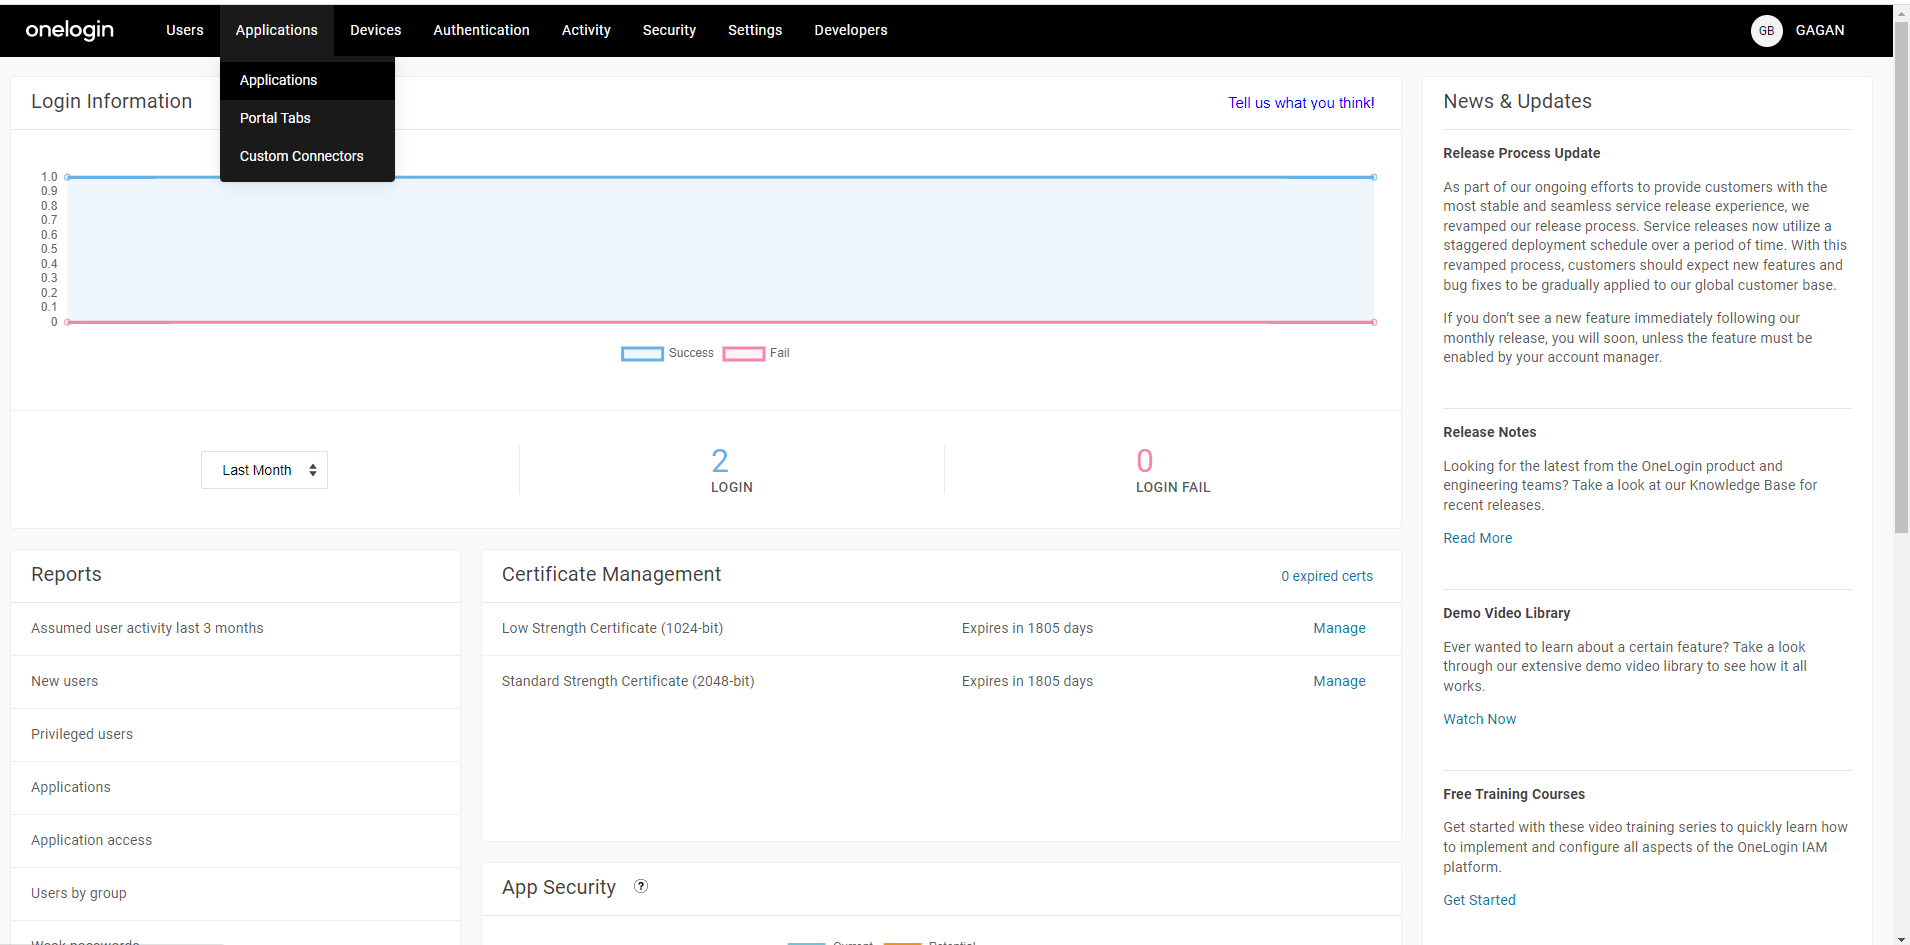 onelogin
Users
Applications
Devices
Authentication
Activity
Security
Settings
Developers
GB
GAGAN
Applications
Portal Tabs
Custom Connectors
Login Information
Tell us what you think!
1.0
0.9
0.8
0.7
0.6
0.5
0.4
0.3
0.2
0.1
0
Success
Fail
Last Month
2
LOGIN
0
LOGIN FAIL
Reports
Assumed user activity last 3 months
New users
Privileged users
Applications
Application access
Users by group
Weak passwords
Certificate Management
0 expired certs
Low Strength Certificate (1024-bit)
Expires in 1805 days
Manage
Standard Strength Certificate (2048-bit)
Expires in 1805 days
Manage
App Security
?
Current
Potential
News & Updates
Release Process Update
As part of our ongoing efforts to provide customers with the
most stable and seamless service release experience, we
revamped our release process. Service releases now utilize a
staggered deployment schedule over a period of time. With this
revamped process, customers should expect new features and
bug fixes to be gradually applied to our global customer base.
If you don’t see a new feature immediately following our
monthly release, you will soon, unless the feature must be
enabled by your account manager.
Release Notes
Looking for the latest from the OneLogin product and
engineering teams? Take a look at our Knowledge Base for
recent releases.
Read More
Demo Video Library
Ever wanted to learn about a certain feature? Take a look
through our extensive demo video library to see how it all
works.
Watch Now
Free Training Courses
Get started with these video training series to quickly learn how
to implement and configure all aspects of the OneLogin IAM
platform.
Get Started